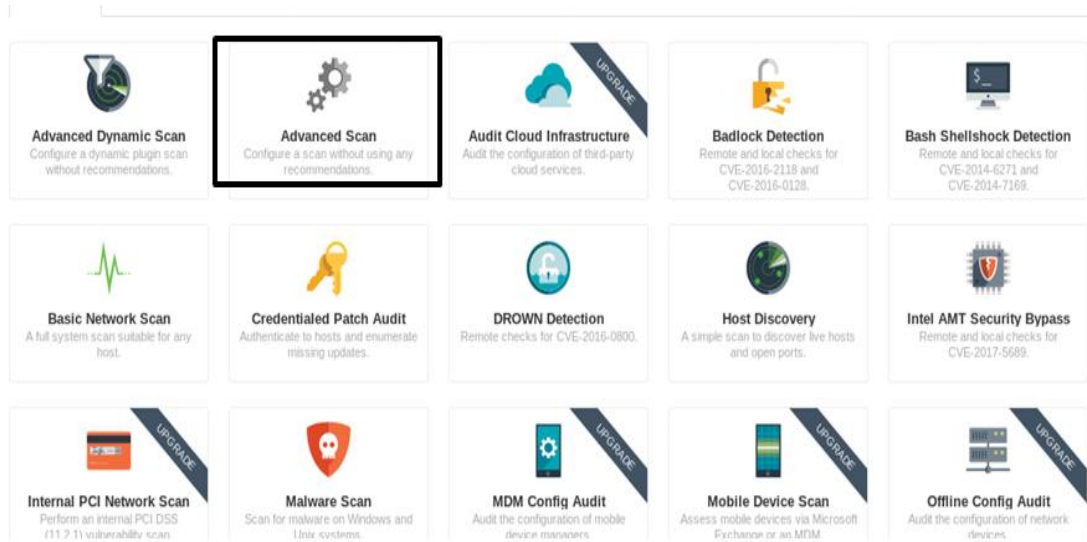 UPGRADE
Advanced Dynamic Scan
Configure a dynamic plugin scan
without recommendations.
Advanced Scan
Configure a scan without using any
recommendations.
Audit Cloud Infrastructure
Audit the configuration of third-party
cloud services.
Badlock Detection
Remote and local checks for
CVE-2016-2118 and
CVE-2016-0128.
$_
Bash Shellshock Detection
Remote and local checks for
CVE-2014-6271 and
CVE-2014-7169.
Basic Network Scan
A full system scan suitable for any
host.
Credentialed Patch Audit
Authenticate to hosts and enumerate
missing updates.
DROWN Detection
Remote checks for CVE-2016-0800.
Host Discovery
A simple scan to discover live hosts
and open ports.
Intel AMT Security Bypass
Remote and local checks for
CVE-2017-5689.
UPGRADE
Internal PCI Network Scan
Perform an internal PCI DSS
(11.2.1) vulnerability scan
Malware Scan
Scan for malware on Windows and
Unix systems.
UPGRADE
MDM Config Audit
Audit the configuration of mobile
device managers
UPGRADE
Mobile Device Scan
Assess mobile devices via Microsoft
Exchange or an MDM
UPGRADE
Offline Config Audit
Audit the configuration of network
devices.